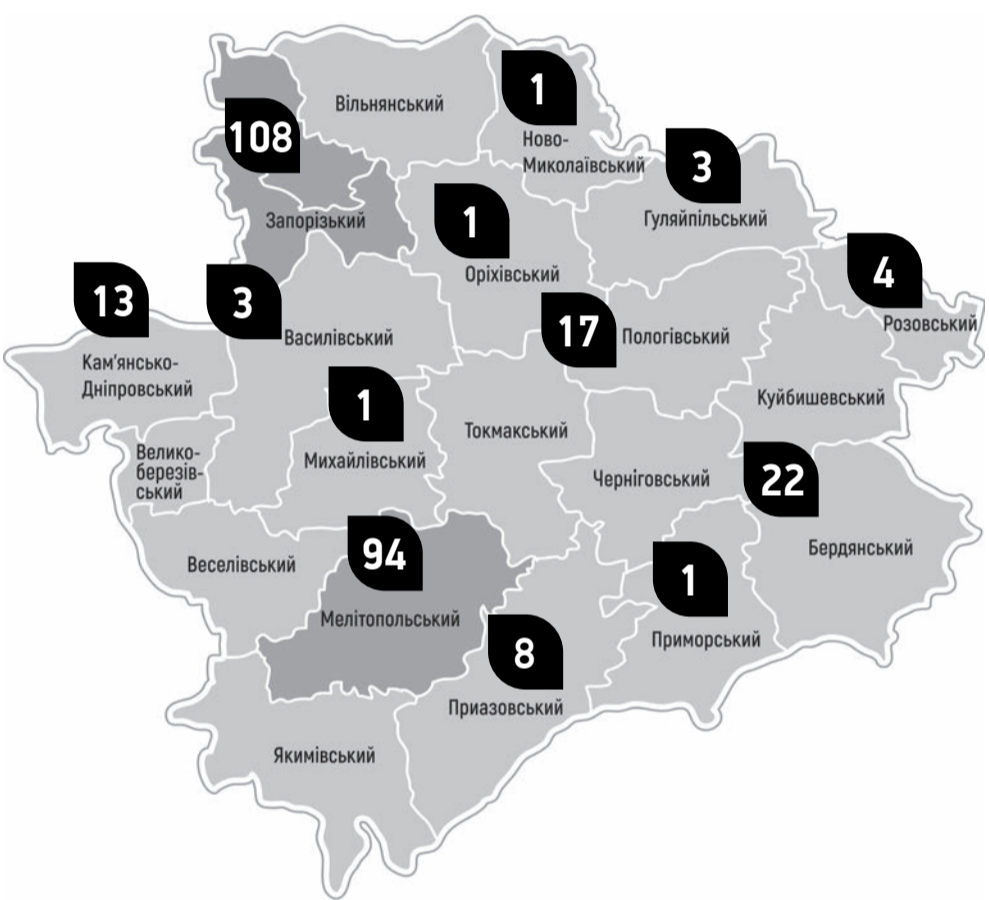 Вільнянський
1
Ново-
Миколаївський
108
Запорізький
3
Гуляйпільський
1
Оріхівський
4
Розовський
13
Кам'янсько-
Дніпровський
3
Василівський
17
Пологівський
Куйбишевський
1
Михайлівський
Токмакський
Велико-
березів-
ський
Черніговський
22
Бердянський
Веселівський
94
Мелітопольський
1
Приморський
8
Приазовський
Якимівський